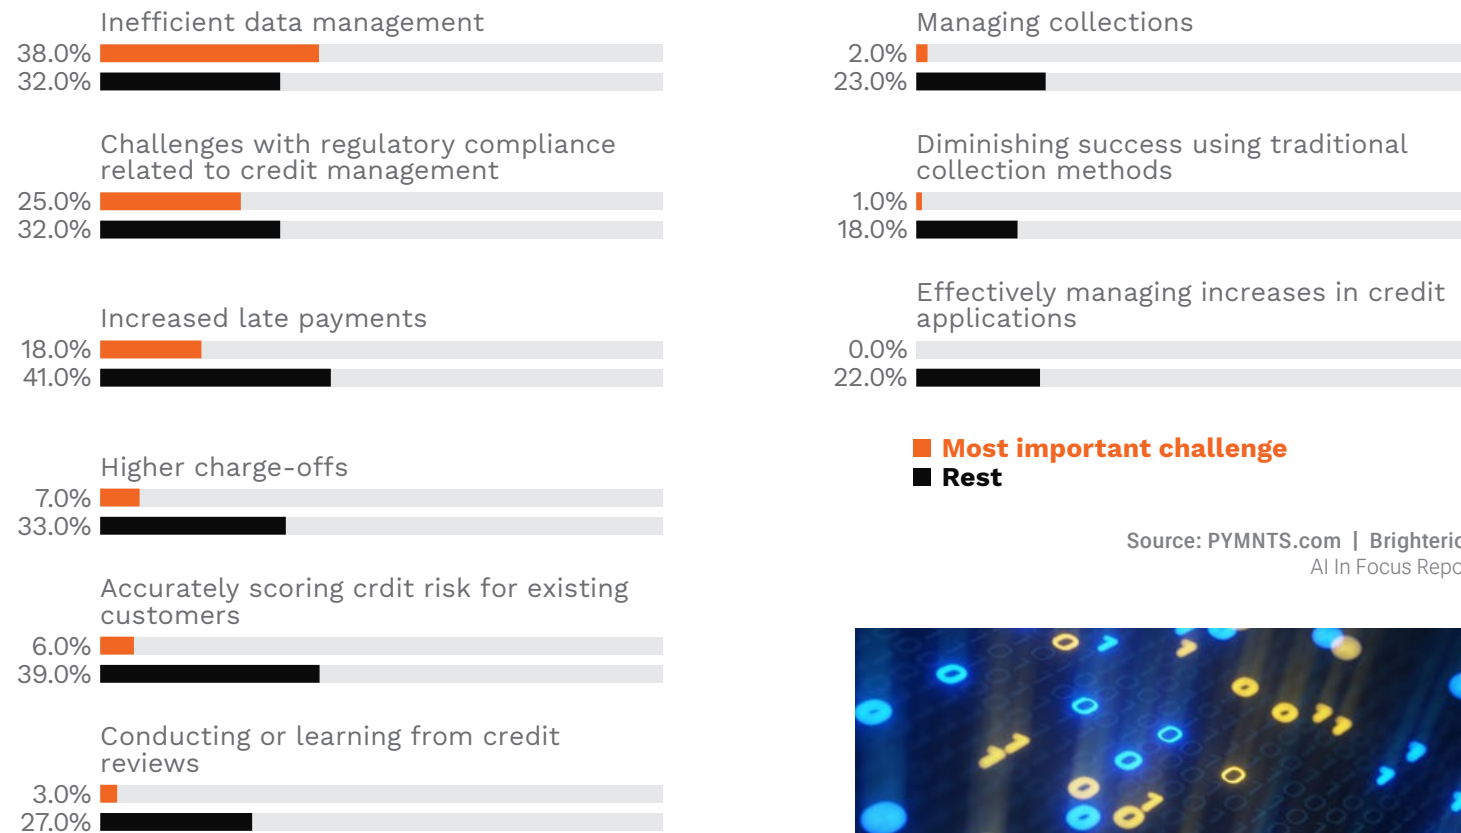 Inefficient data management
38.0%
32.0%
Challenges with regulatory compliance
related to credit management
25.0%
32.0%
Increased late payments
18.0%
41.0%
Higher charge-offs
7.0%
33.0%
Accurately scoring crdit risk for existing
customers
6.0%
39.0%
Conducting or learning from credit
reviews
3.0%
27.0%
Managing collections
2.0%
23.0%
Diminishing success using traditional
collection methods
1.0%
18.0%
Effectively managing increases in credit
applications
0.0%
22.0%
Most important challenge
Rest
Source: PYMNTS.com |
AI In Focus